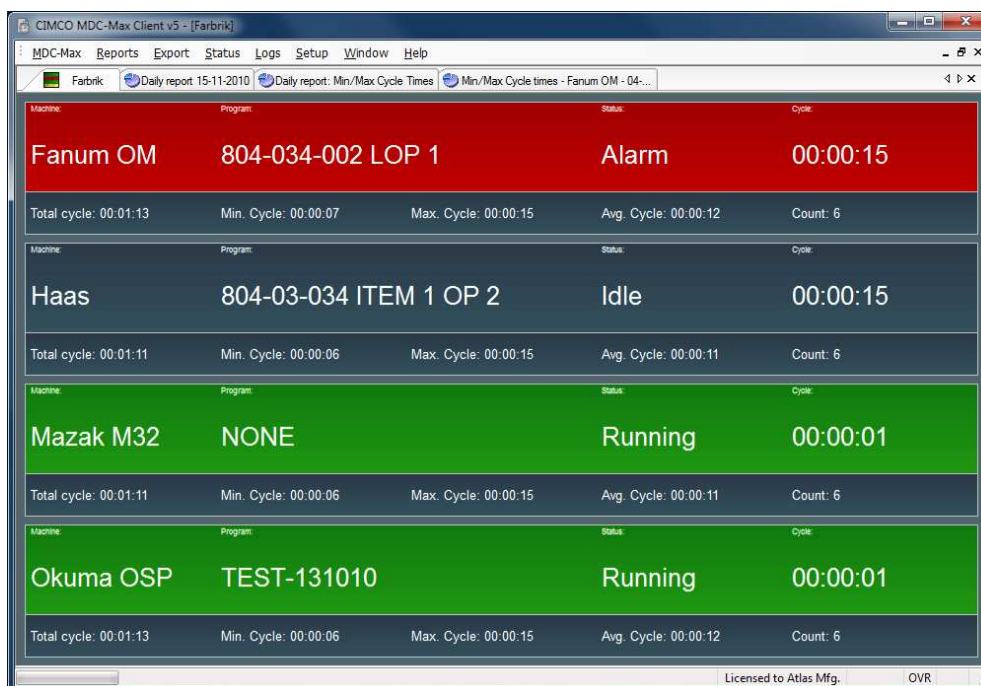 CIMCO MDC-Max Client v5 - [Farbrik]
MDC-Max Reports Export Status Logs Setup Window Help
Farbrik Daily report 15-11-2010 Daily report: Min/Max Cycle Times Min/Max Cycle times - Fanum OM - 04-...
Machine: Program: Status: Cycle:
Fanum OM 804-034-002 LOP 1 Alarm 00:00:15
Total cycle: 00:01:13 Min. Cycle: 00:00:07 Max. Cycle: 00:00:15 Avg. Cycle: 00:00:12 Count: 6
Machine: Program: Status: Cycle:
Haas 804-03-034 ITEM 1 OP 2 Idle 00:00:15
Total cycle: 00:01:11 Min. Cycle: 00:00:06 Max. Cycle: 00:00:15 Avg. Cycle: 00:00:11 Count: 6
Machine: Program: Status: Cycle:
Mazak M32 NONE Running 00:00:01
Total cycle: 00:01:11 Min. Cycle: 00:00:06 Max. Cycle: 00:00:15 Avg. Cycle: 00:00:11 Count: 6
Machine: Program: Status: Cycle:
Okuma OSP TEST-131010 Running 00:00:01
Total cycle: 00:01:13 Min. Cycle: 00:00:06 Max. Cycle: 00:00:15 Avg. Cycle: 00:00:12 Count: 6
Licensed to Atlas Mfg. OVR